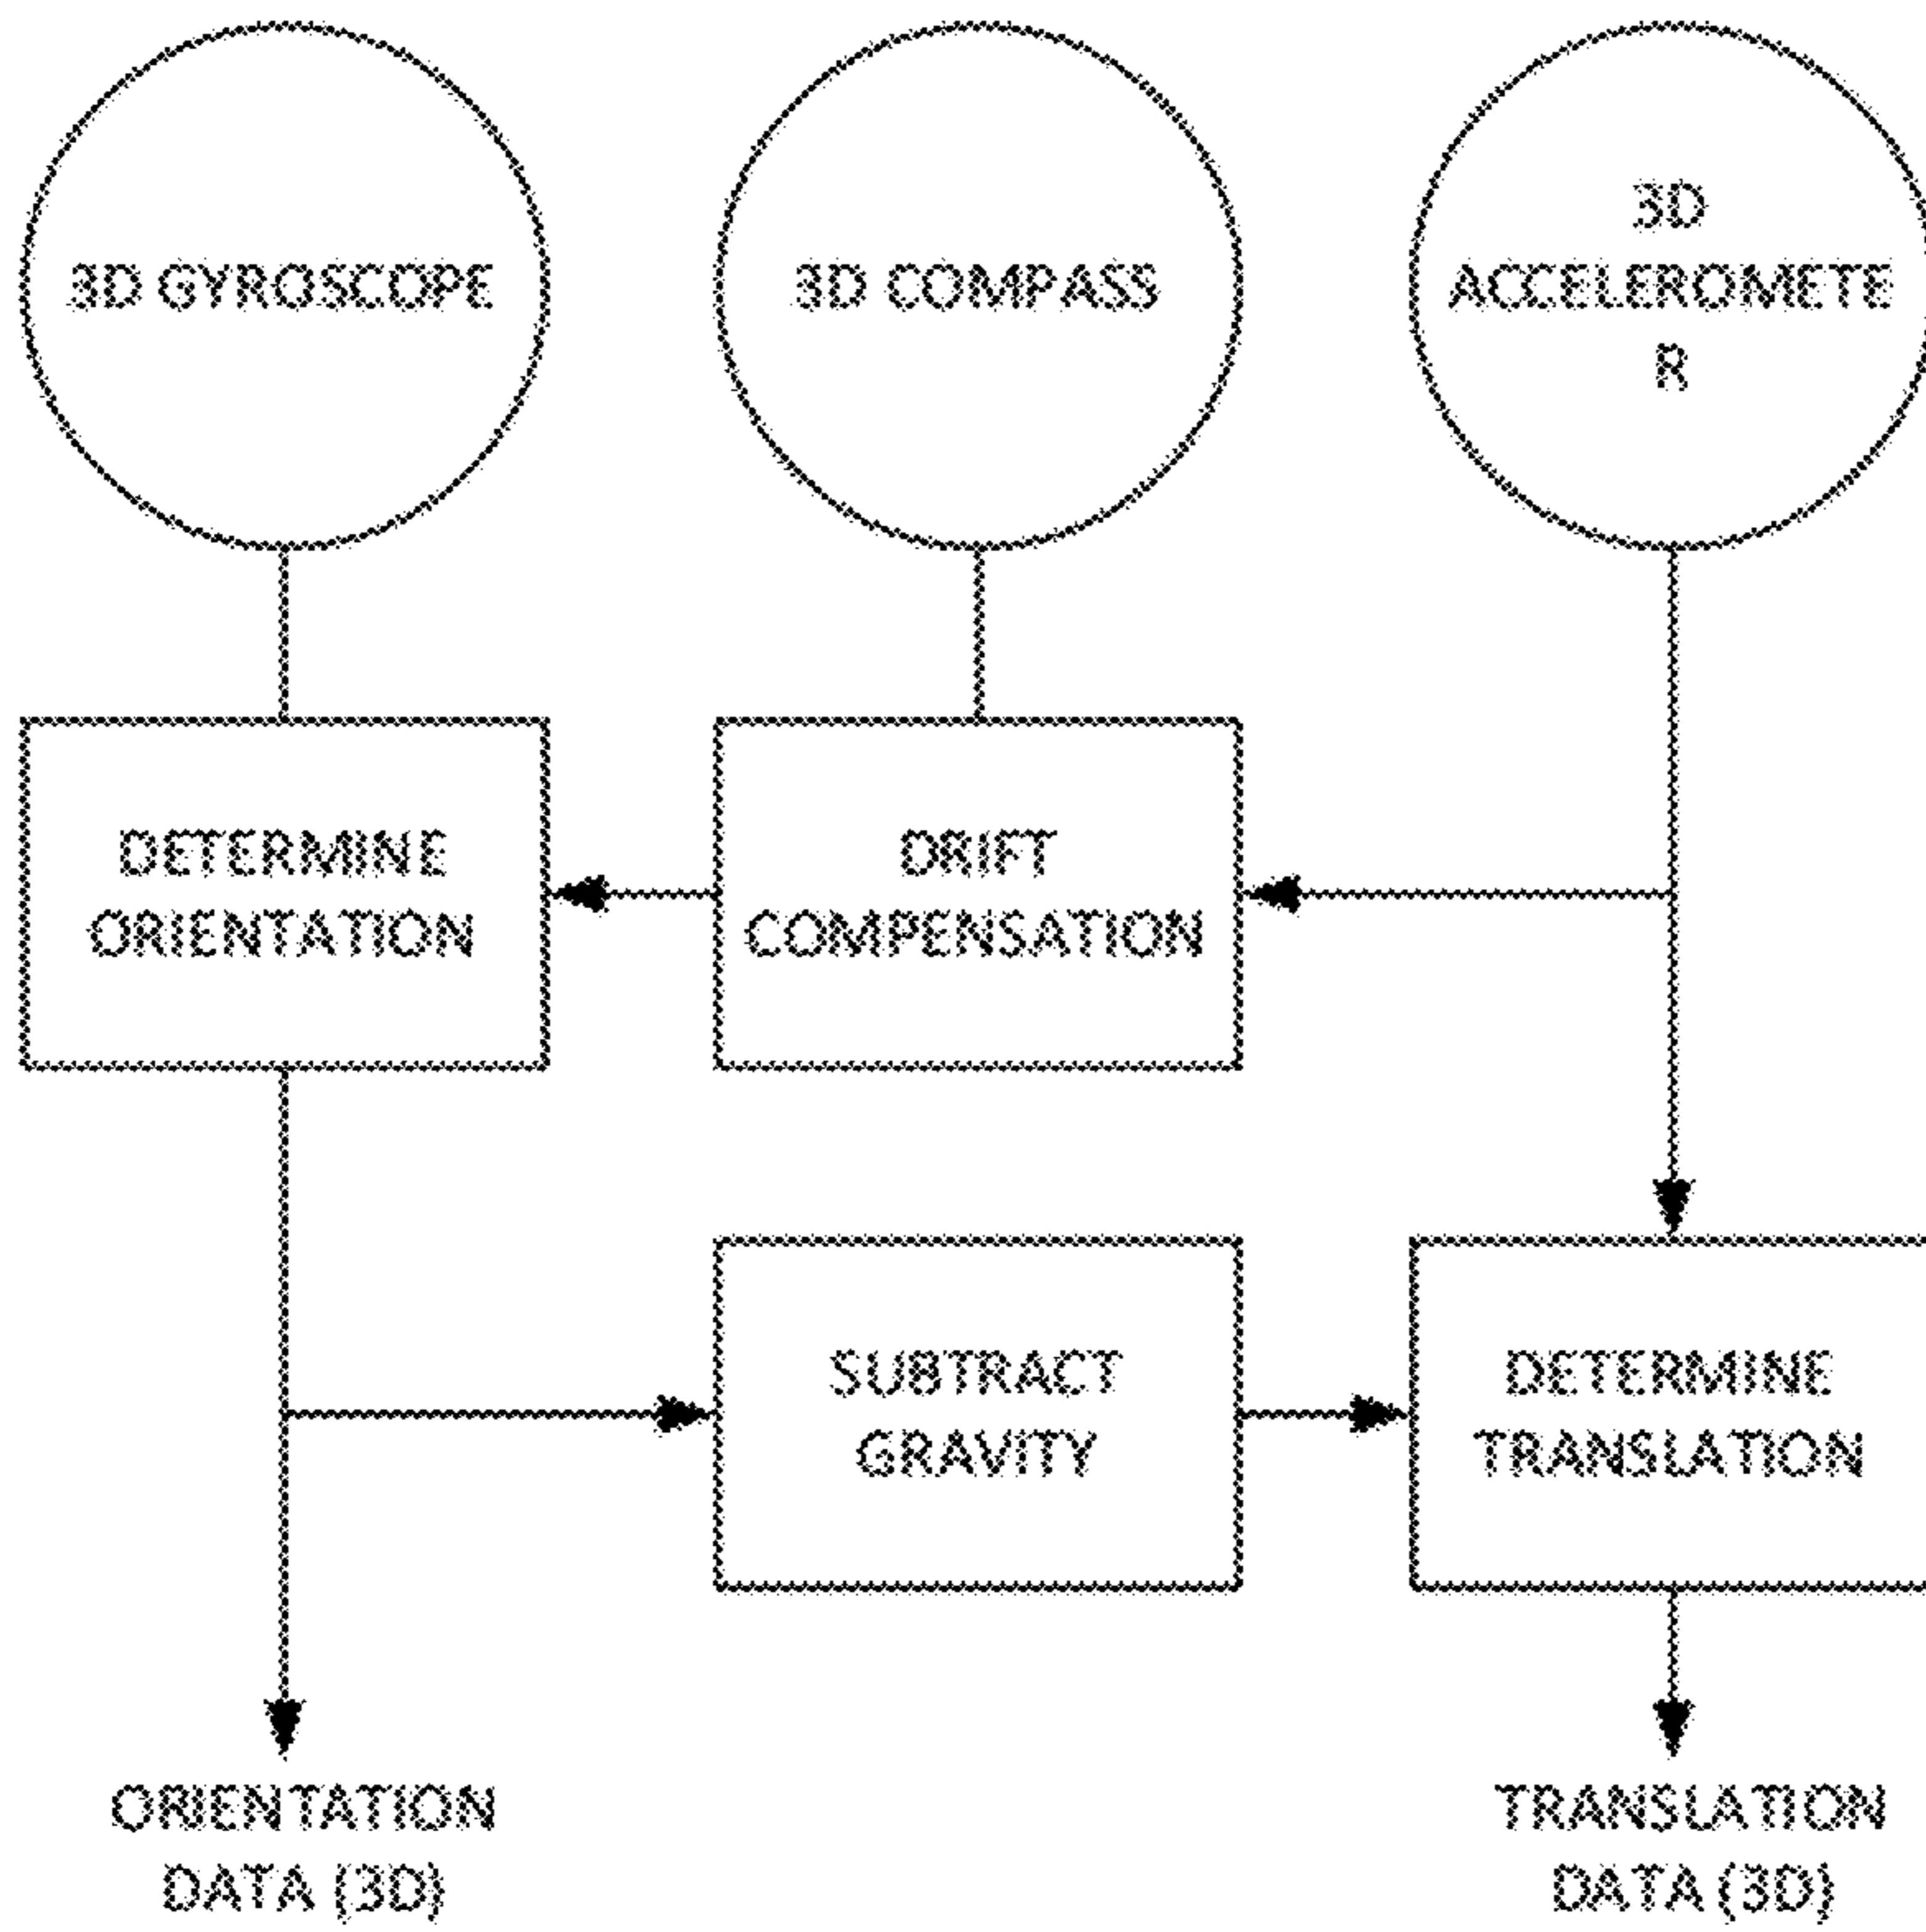 3D GYROSCOPE
3D COMPASS
3D
ACCELEROMETE
R
DETERMINE
ORIENTATION
DRIFT
COMPENSATION
SUBTRACT
GRAVITY
DETERMINE
TRANSLATION
ORIENTATION
DATA (3D)
TRANSLATION
DATA (3D)